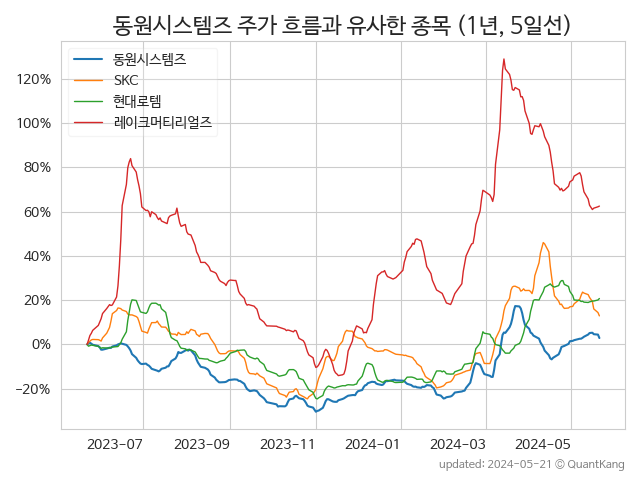 동원시스템즈 주가 흐름과 유사한 종목 (1년, 5일선)
동원시스템즈
SKC
현대로템
레이크머티리얼즈
120%
100%
80%
60%
40%
20%
0%
−20%
2023-07 2023-09 2023-11 2024-01 2024-03 2024-05
updated: 2024-05-21 © QuantKang